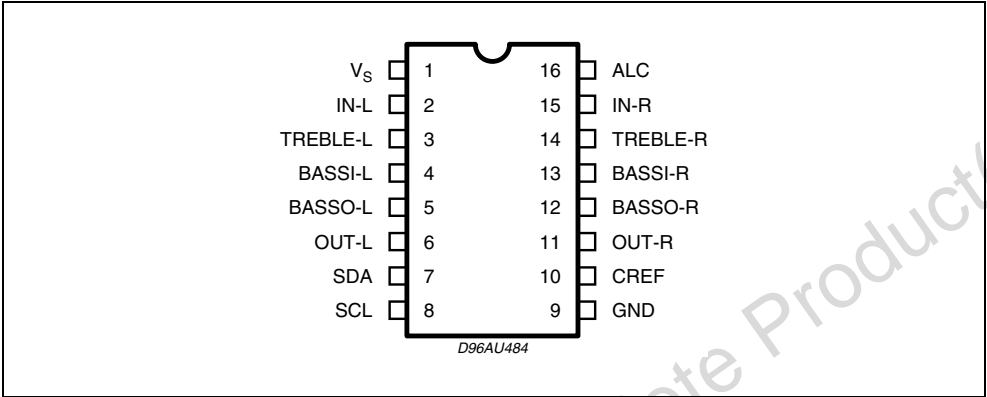 V_S 1 16 ALC
IN-L 2 15 IN-R
TREBLE-L 3 14 TREBLE-R
BASSI-L 4 13 BASSI-R
BASSO-L 5 12 BASSO-R
OUT-L 6 11 OUT-R
SDA 7 10 CREF
SCL 8 9 GND
D96AU484